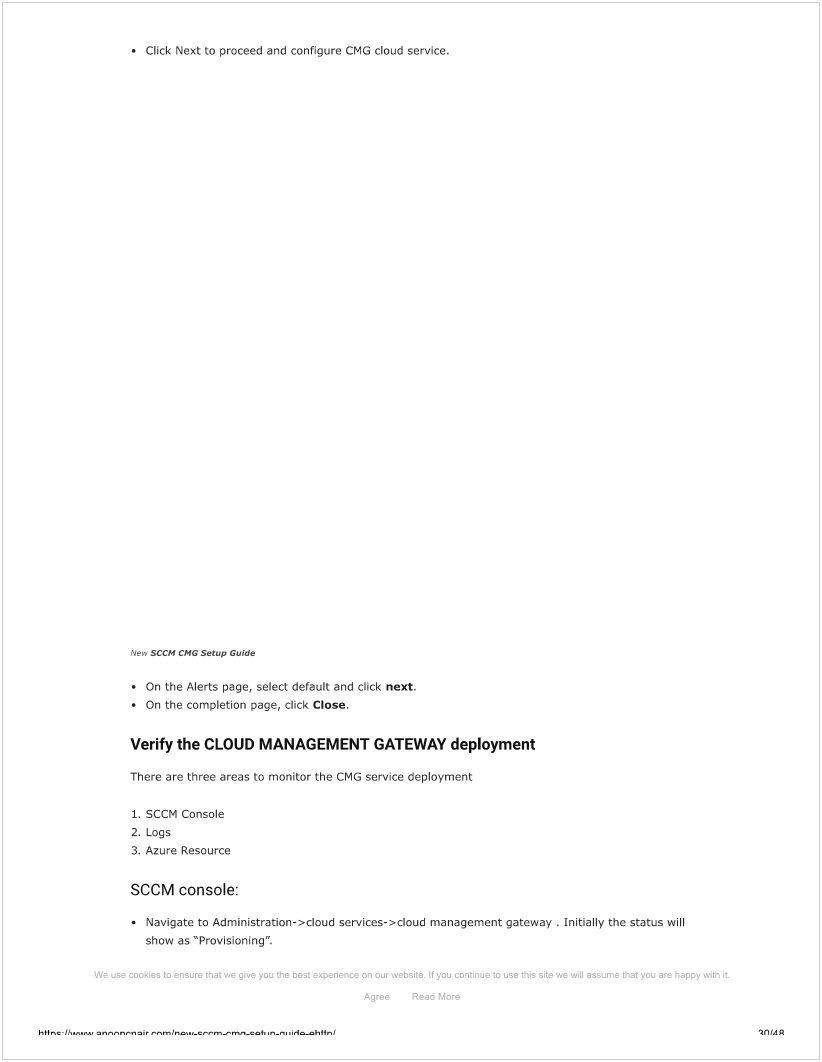 • Click Next to proceed and configure CMG cloud service.
New SCCM CMG Setup Guide
• On the Alerts page, select default and click next.
• On the completion page, click Close.
Verify the CLOUD MANAGEMENT GATEWAY deployment
There are three areas to monitor the CMG service deployment
1. SCCM Console
2. Logs
3. Azure Resource
SCCM console:
• Navigate to Administration->cloud services->cloud management gateway . Initially the status will
show as “Provisioning”.
We use cookies to ensure that we give you the best experience on our website. If you continue to use this site we will assume that you are happy with it.
Agree Read More
https://www.anoopcnair.com/new-sccm-cmg-setup-guide-ehttp/ 30/48